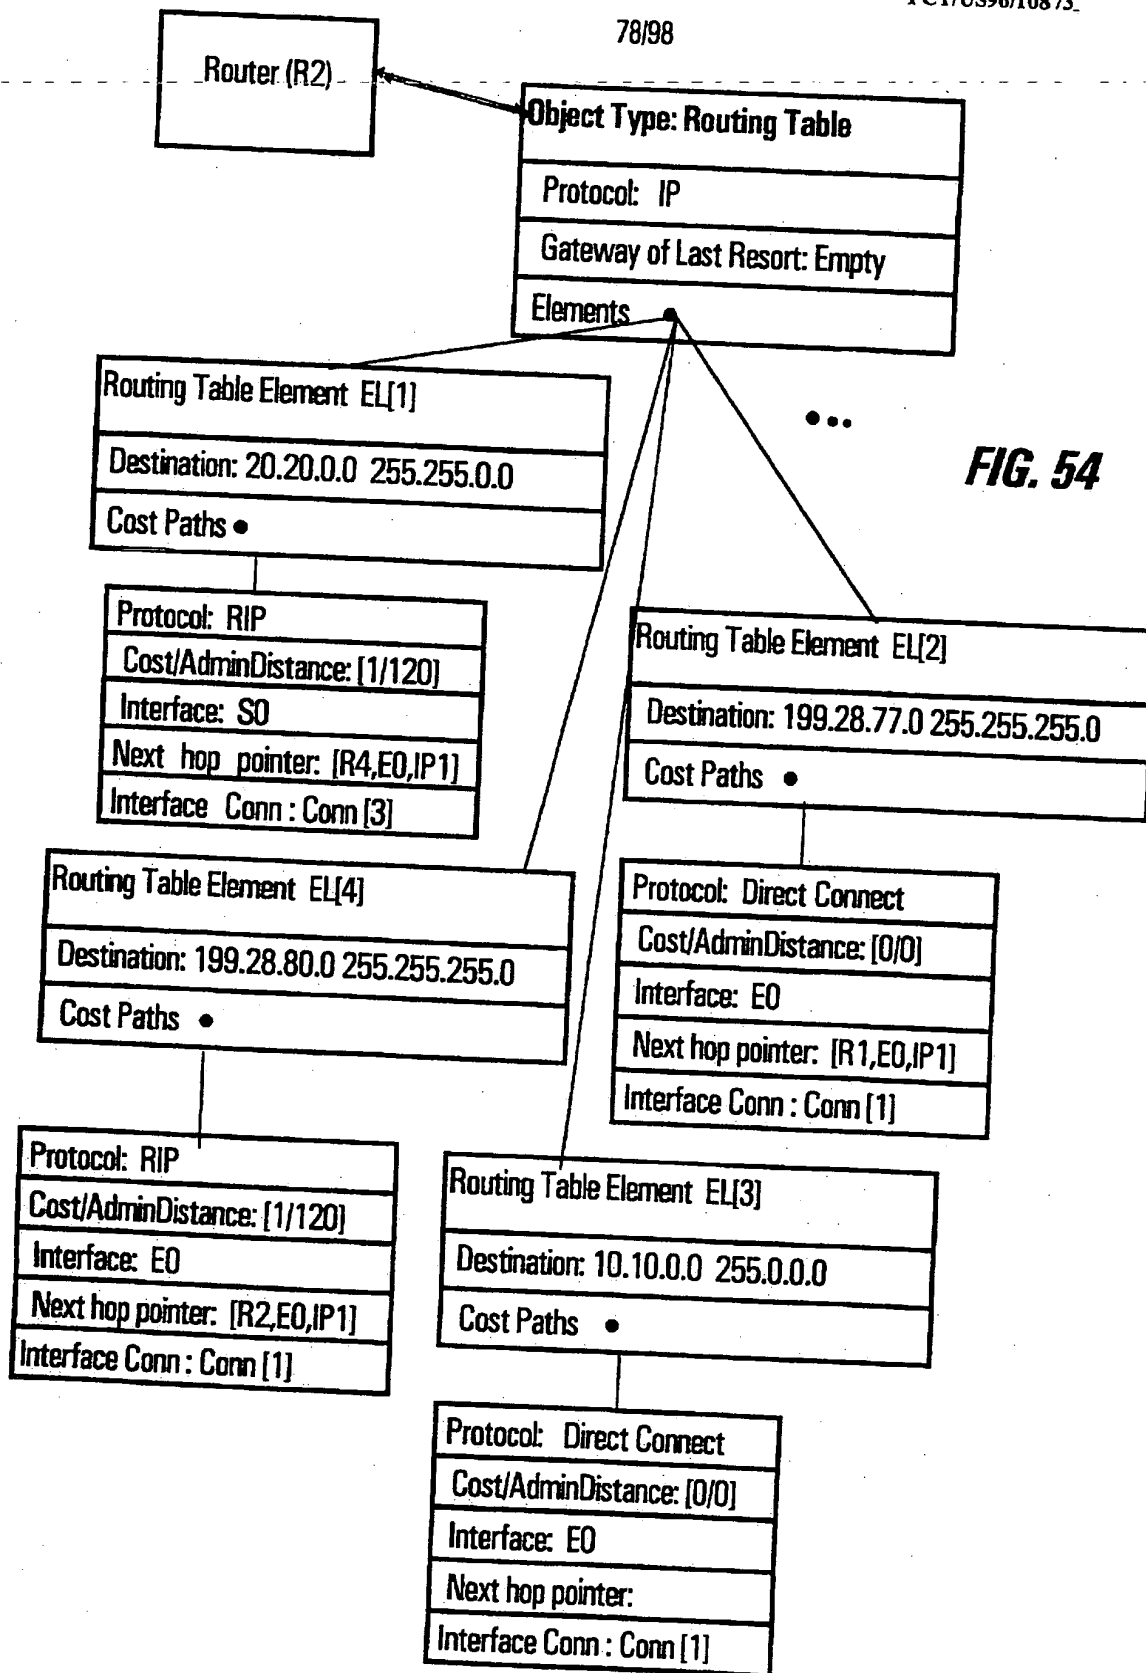 78/98
Router (R2)
Object Type: Routing Table
Protocol: IP
Gateway of Last Resort: Empty
Elements
Routing Table Element EL[1]
Destination: 20.20.0.0 255.255.0.0
Cost Paths
FIG. 54
Protocol: RIP
Cost/AdminDistance: [1/120]
Interface: S0
Next hop pointer: [R4,E0,IP1]
Interface Conn : Conn [3]
Routing Table Element EL[2]
Destination: 199.28.77.0 255.255.255.0
Cost Paths
Protocol: Direct Connect
Cost/AdminDistance: [0/0]
Interface: E0
Next hop pointer: [R1,E0,IP1]
Interface Conn : Conn [1]
Routing Table Element EL[4]
Destination: 199.28.80.0 255.255.255.0
Cost Paths
Protocol: RIP
Cost/AdminDistance: [1/120]
Interface: E0
Next hop pointer: [R2,E0,IP1]
Interface Conn : Conn [1]
Routing Table Element EL[3]
Destination: 10.10.0.0 255.0.0.0
Cost Paths
Protocol: Direct Connect
Cost/AdminDistance: [0/0]
Interface: E0
Next hop pointer:
Interface Conn : Conn [1]